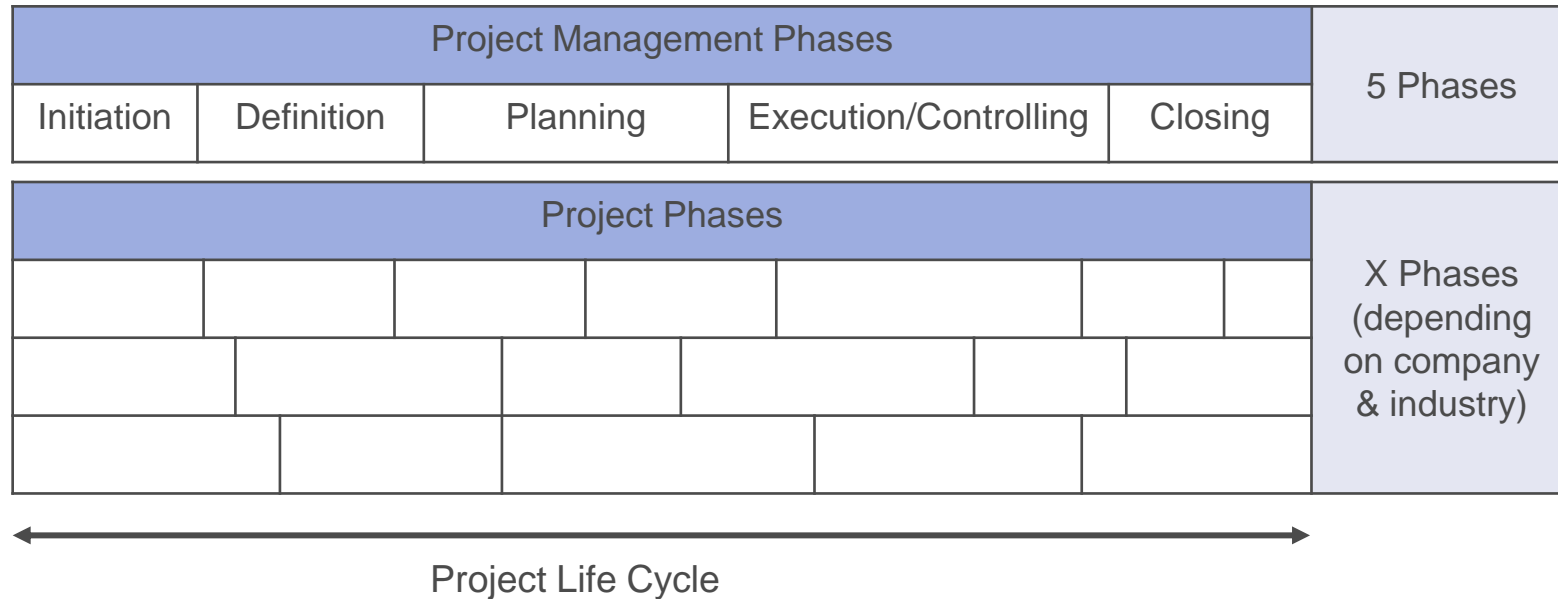 Project Management Phases
5 Phases
Initiation
Definition
Planning
Execution/Controlling
Closing
Project Phases
X Phases
(depending
on company
& industry)
Project Life Cycle